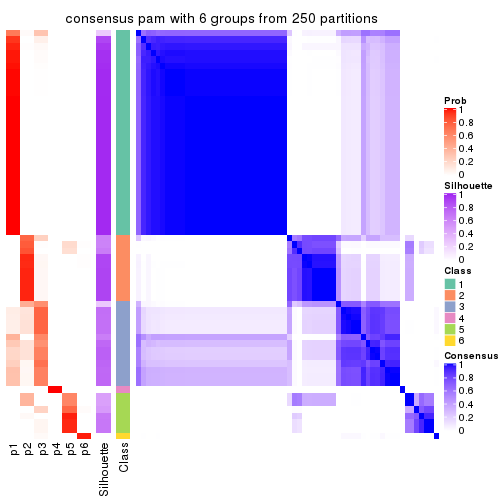 consensus pam with 6 groups from 250 partitions
Prob
1
0.8
0.6
0.4
0.2
0
Silhouette
1
0.8
0.6
0.4
0.2
0
Class
1
2
3
4
5
6
Consensus
1
0.8
0.6
0.4
0.2
0
p1
p2
p3
p4
p5
p6
Silhouette
Class